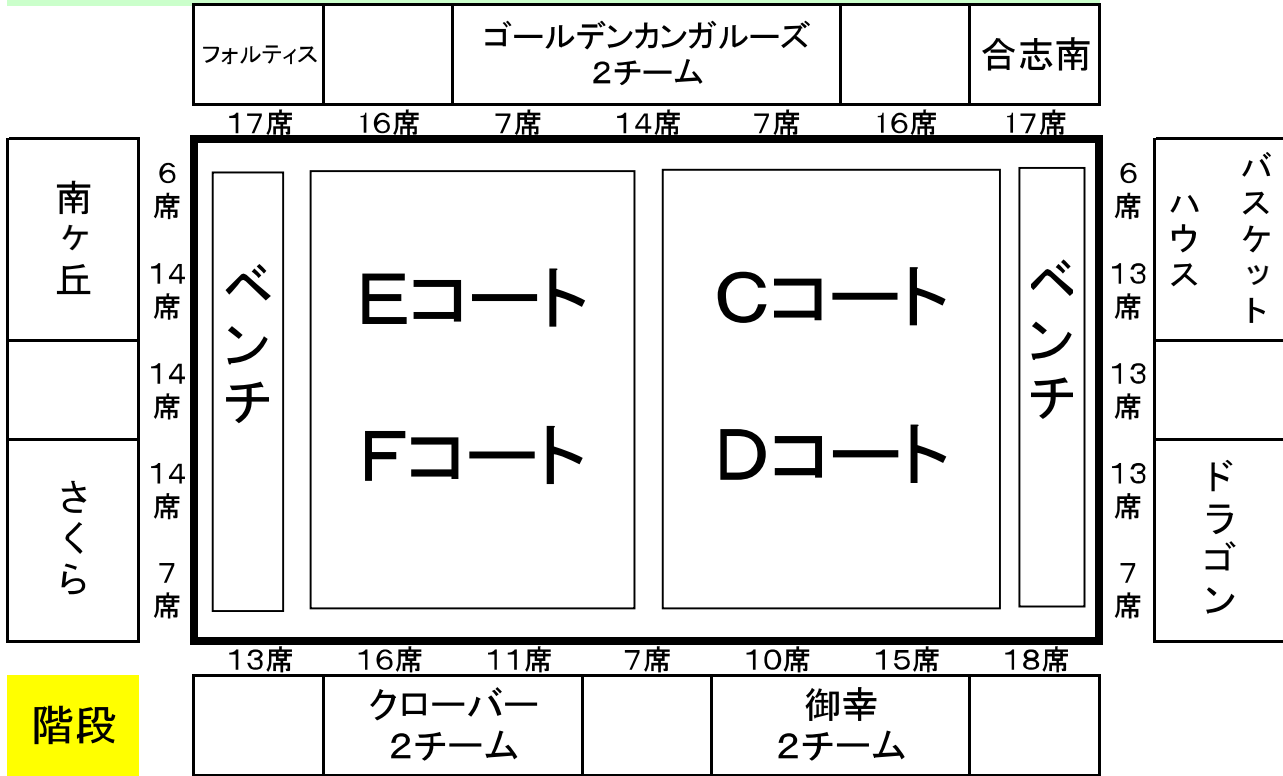 フォルティス
ゴールデンカンガルーズ
２チーム
合志南
17席
16席
7席
14席
7席
16席
17席
南ヶ丘
6席
14席
14席
14席
7席
さくら
ベンチ
Eコート
Cコート
Fコート
Dコート
ベンチ
6席
13席
13席
13席
7席
バスケット
ハウス
ドラゴン
13席
16席
11席
7席
10席
15席
18席
階段
クローバー
２チーム
御幸
２チーム